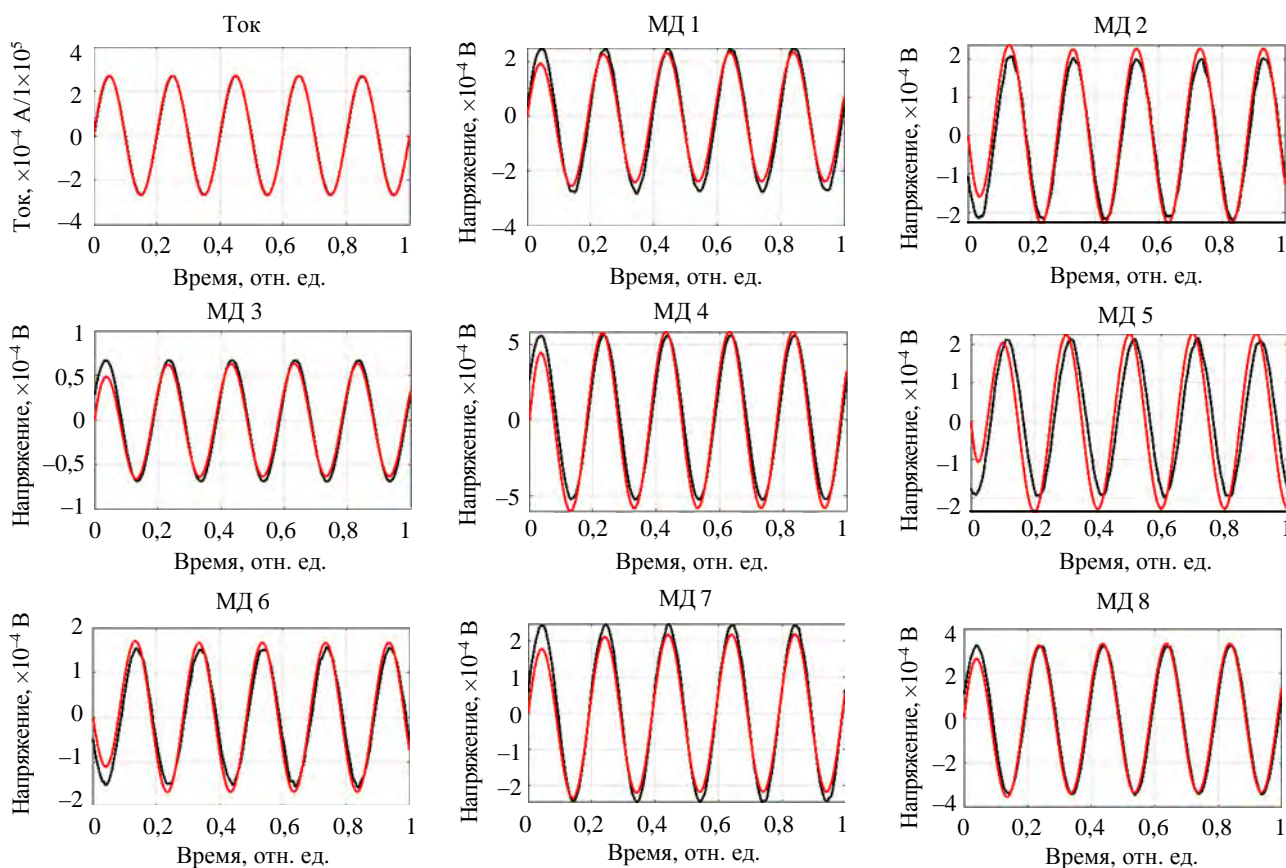 Ток
Ток, ×10⁻⁴ А/1×10⁵
4
2
0
−2
−4
0 0,2 0,4 0,6 0,8 1
Время, отн. ед.
МД 1
Напряжение, ×10⁻⁴ В
2
0
−2
−4
0 0,2 0,4 0,6 0,8 1
Время, отн. ед.
МД 2
Напряжение, ×10⁻⁴ В
2
1
0
−1
−2
0 0,2 0,4 0,6 0,8 1
Время, отн. ед.
МД 3
Напряжение, ×10⁻⁴ В
1
0,5
0
−0,5
−1
0 0,2 0,4 0,6 0,8 1
Время, отн. ед.
МД 4
Напряжение, ×10⁻⁴ В
5
0
−5
0 0,2 0,4 0,6 0,8 1
Время, отн. ед.
МД 5
Напряжение, ×10⁻⁴ В
2
1
0
−1
−2
0 0,2 0,4 0,6 0,8 1
Время, отн. ед.
МД 6
Напряжение, ×10⁻⁴ В
2
1
0
−1
−2
0 0,2 0,4 0,6 0,8 1
Время, отн. ед.
МД 7
Напряжение, ×10⁻⁴ В
2
1
0
−1
−2
0 0,2 0,4 0,6 0,8 1
Время, отн. ед.
МД 8
Напряжение, ×10⁻⁴ В
4
2
0
−2
−4
0 0,2 0,4 0,6 0,8 1
Время, отн. ед.